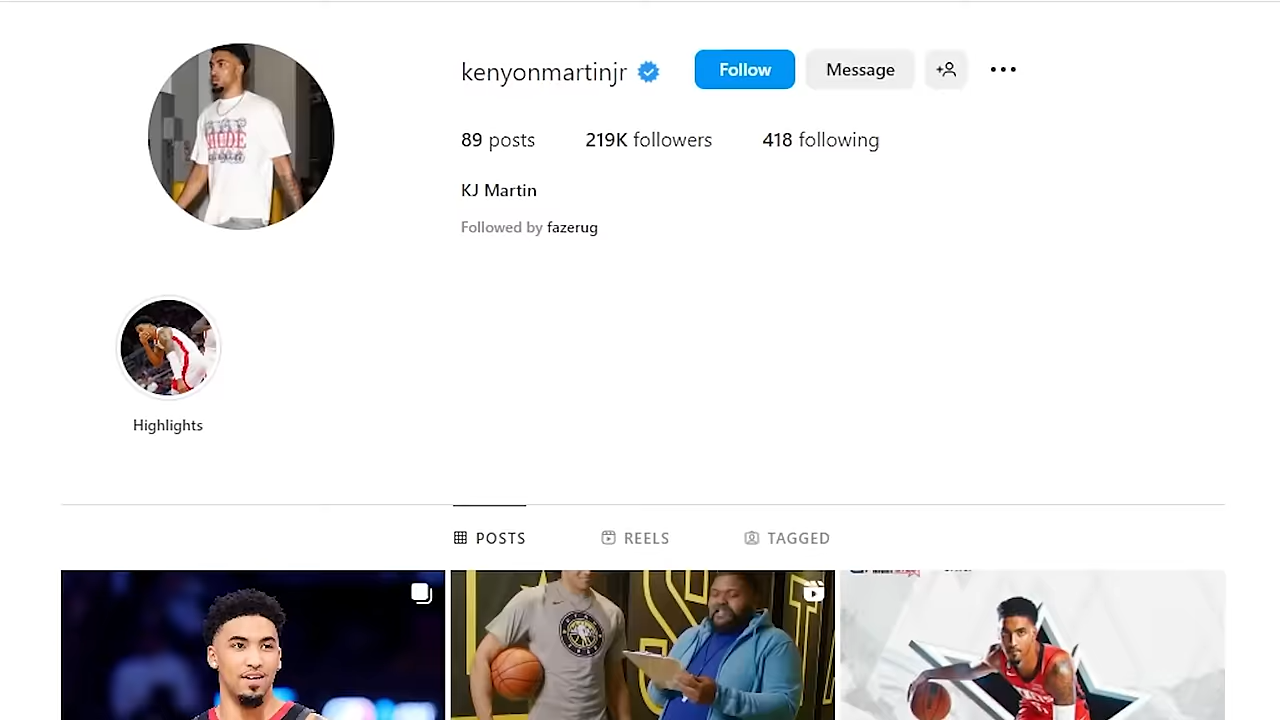 kenyonmartinjr
Follow
Message
89 posts
219K followers
418 following
KJ Martin
Followed by fazerug
Highlights
POSTS
REELS
TAGGED